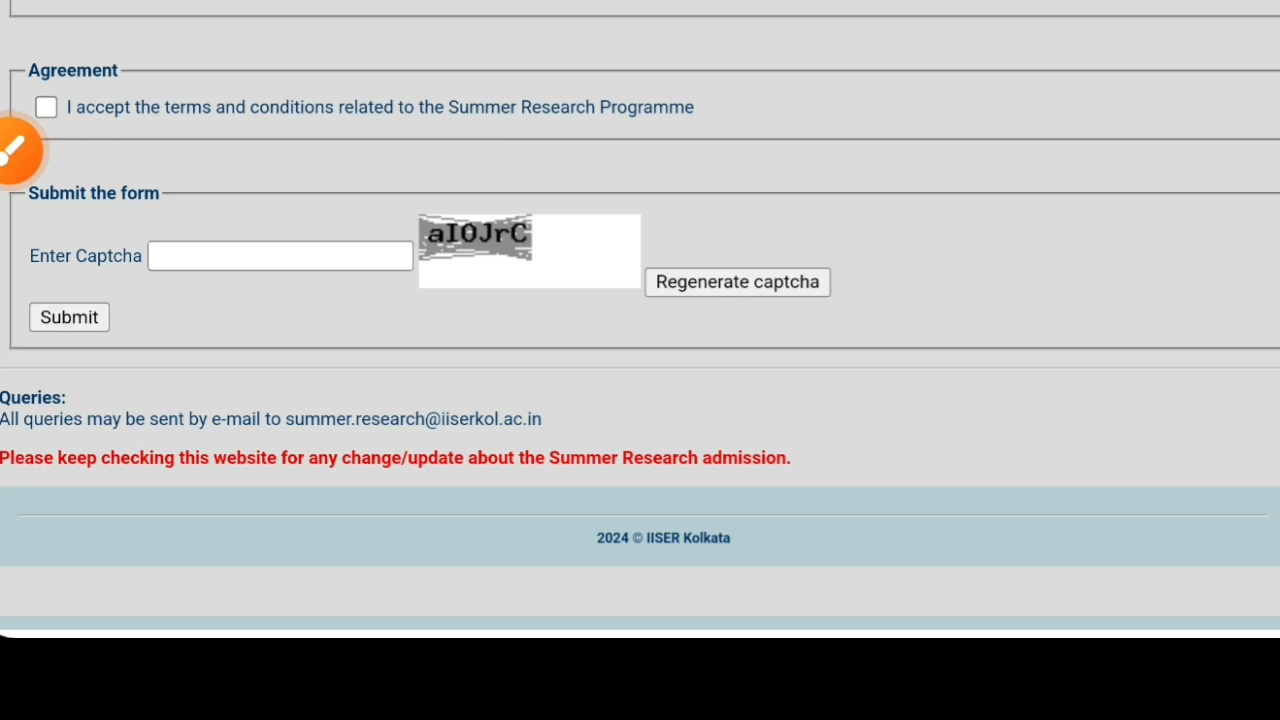 Agreement
I accept the terms and conditions related to the Summer Research Programme
Submit the form
Enter Captcha
Regenerate captcha
Submit
Queries:
All queries may be sent by e-mail to summer.research@iiserkol.ac.in
Please keep checking this website for any change/update about the Summer Research admission.
2024 © IISER Kolkata